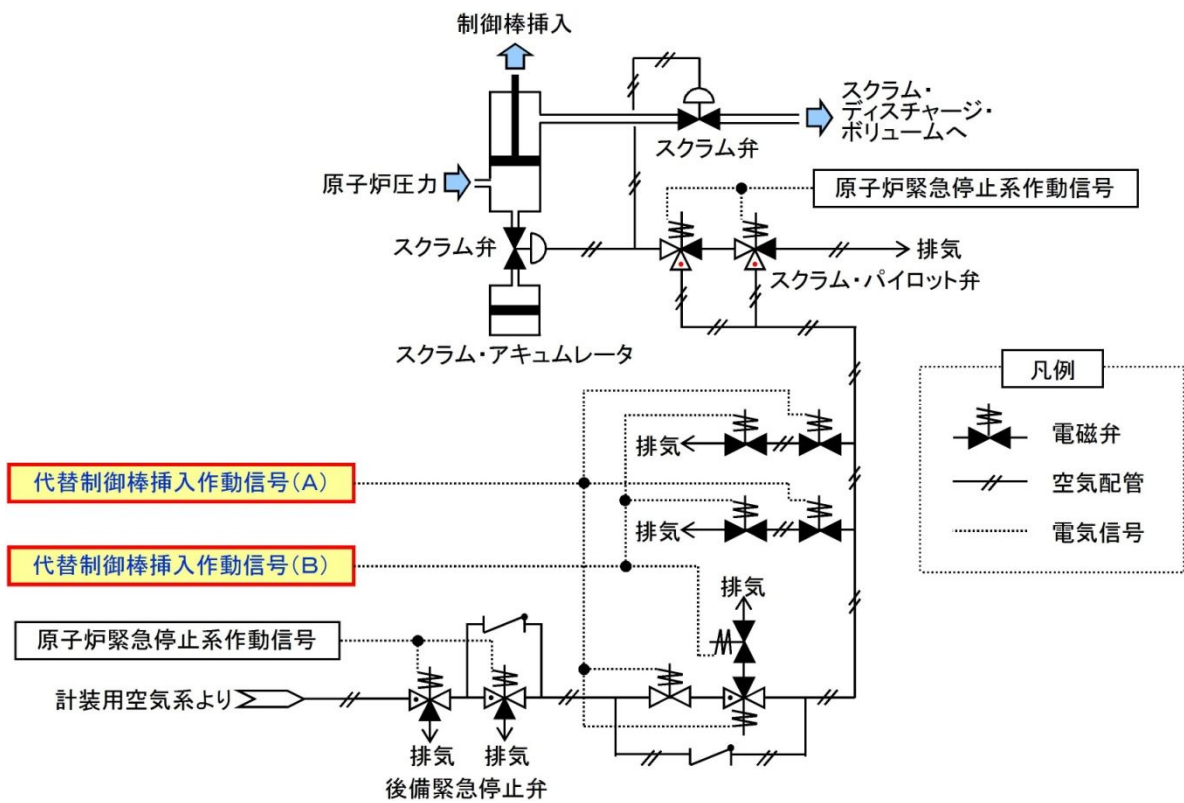 制御棒挿入
スクラム・
ディスチャージ・
ボリュームへ
スクラム弁
原子炉圧力
原子炉緊急停止系作動信号
スクラム弁
排気
スクラム・パイロット弁
スクラム・アキュムレータ
凡例
電磁弁
空気配管
電気信号
排気
代替制御棒挿入作動信号(A)
排気
代替制御棒挿入作動信号(B)
排気
原子炉緊急停止系作動信号
計装用空気系より
排気
排気
後備緊急停止弁